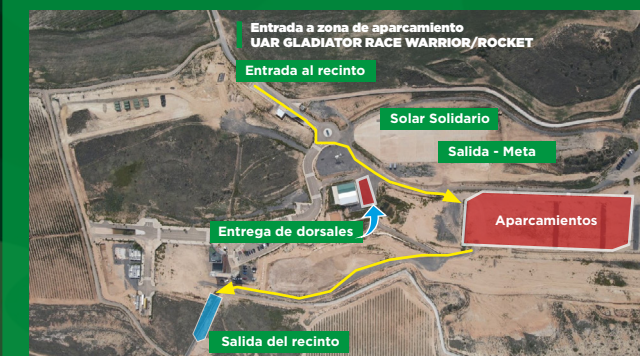 Entrada a zona de aparcamiento
UAR GLADIATOR RACE WARRIOR/ROCKET
Entrada al recinto
Solar Solidario
Salida - Meta
Aparcamientos
Entrega de dorsales
Salida del recinto